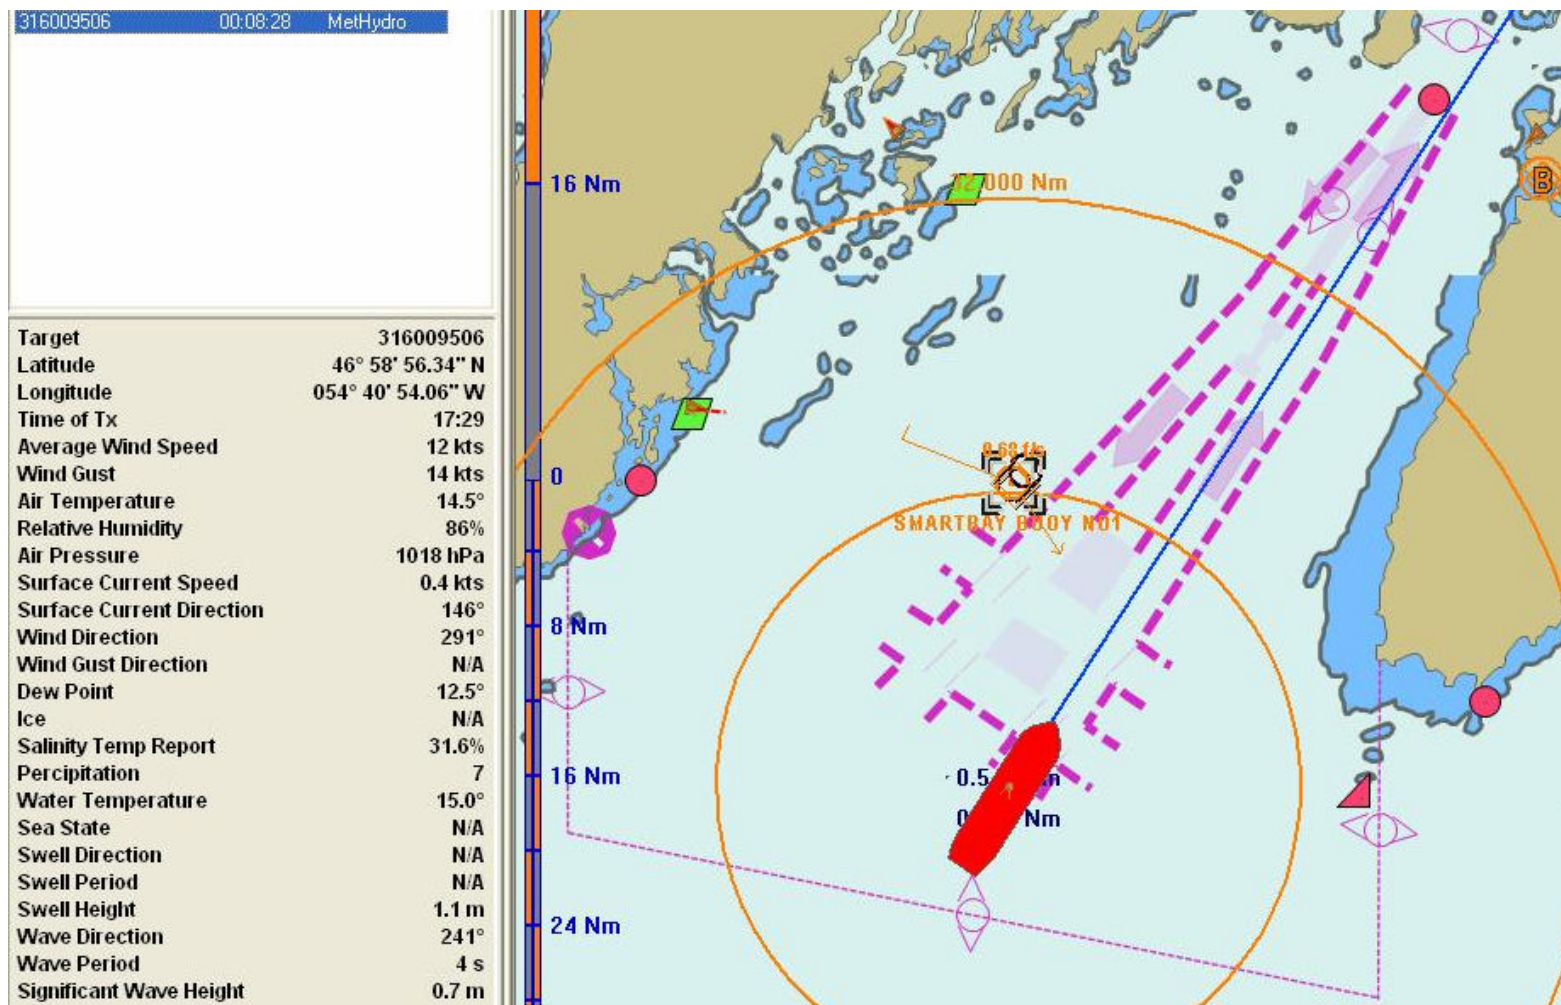 316009506 00:08:28 MetHydro
Target 316009506
Latitude 46° 58' 56.34" N
Longitude 054° 40' 54.06" W
Time of Tx 17:29
Average Wind Speed 12 kts
Wind Gust 14 kts
Air Temperature 14.5°
Relative Humidity 86%
Air Pressure 1018 hPa
Surface Current Speed 0.4 kts
Surface Current Direction 146°
Wind Direction 291°
Wind Gust Direction N/A
Dew Point 12.5°
Ice N/A
Salinity Temp Report 31.6%
Percipitation 7
Water Temperature 15.0°
Sea State N/A
Swell Direction N/A
Swell Period N/A
Swell Height 1.1 m
Wave Direction 241°
Wave Period 4 s
Significant Wave Height 0.7 m
16 Nm
000 Nm
B
0
SMARTBAY BUOY NO1
8 Nm
16 Nm
Nm
24 Nm